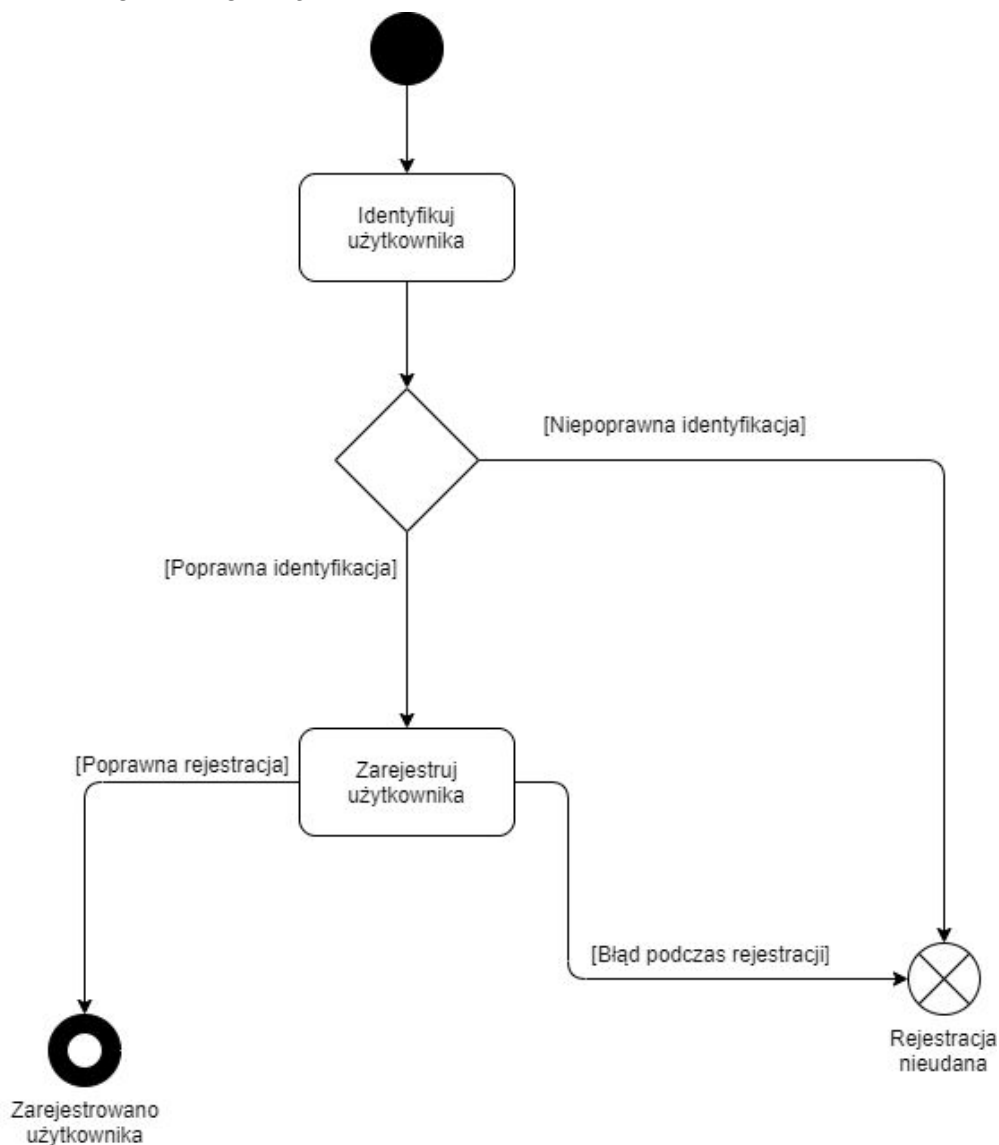 Identyfikuj
użytkownika
[Niepoprawna identyfikacja]
[Poprawna identyfikacja]
[Poprawna rejestracja]
Zarejestruj
użytkownika
[Błąd podczas rejestracji]
Rejestracja
nieudana
Zarejestrowano
użytkownika